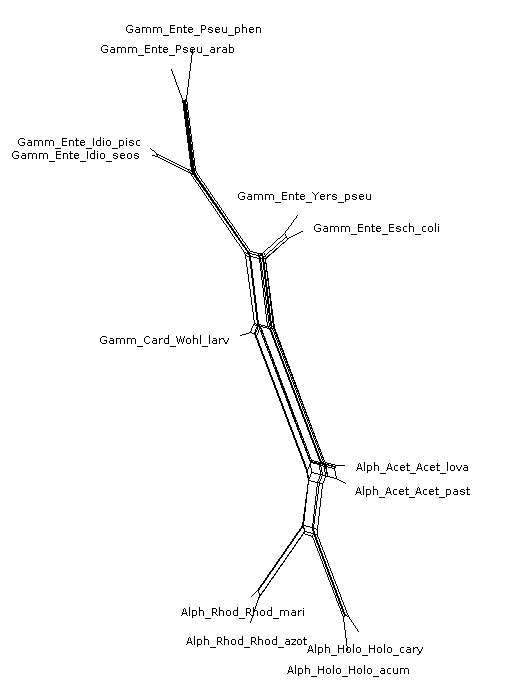 Gamm_Ente_Pseu_phen
Gamm_Ente_Pseu_arab
Gamm_Ente_Idio_pisc
Gamm_Ente_Idio_seos
Gamm_Ente_Yers_pseu
Gamm_Ente_Esch_coli
Gamm_Card_Wohl_larv
Alph_Acet_Acet_lova
Alph_Acet_Acet_past
Alph_Rhod_Rhod_mari
Alph_Rhod_Rhod_azot
Alph_Holo_Holo_cary
Alph_Holo_Holo_acum